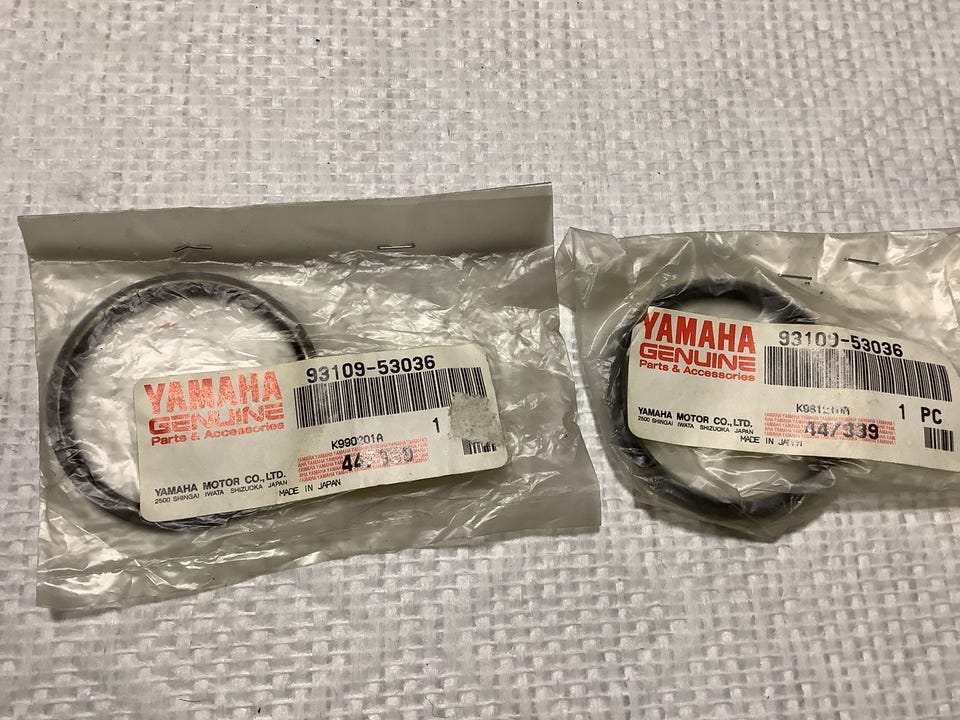 YAMAHA
GENUINE
Parts & Accessories
93109-53036
1
K990201A
YAMAHA MOTOR CO.,LTD.
2500 SHINGAI IWATA SHIZUOKA JAPAN
MADE IN JAPAN
YAMAHA
GENUINE
Parts & Accessories
93109-53036
1 PC
447339
YAMAHA MOTOR CO.,LTD.
2500 SHINGAI IWATA SHIZUOKA JAPAN
MADE IN JAPAN